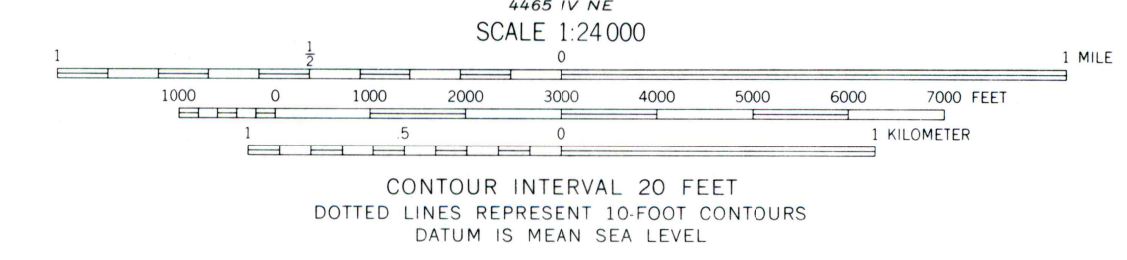 4465 IV NE
SCALE 1:24 000
1 1/2 0 1 MILE
1000 0 1000 2000 3000 4000 5000 6000 7000 FEET
1 .5 0 1 KILOMETER
CONTOUR INTERVAL 20 FEET
DOTTED LINES REPRESENT 10-FOOT CONTOURS
DATUM IS MEAN SEA LEVEL